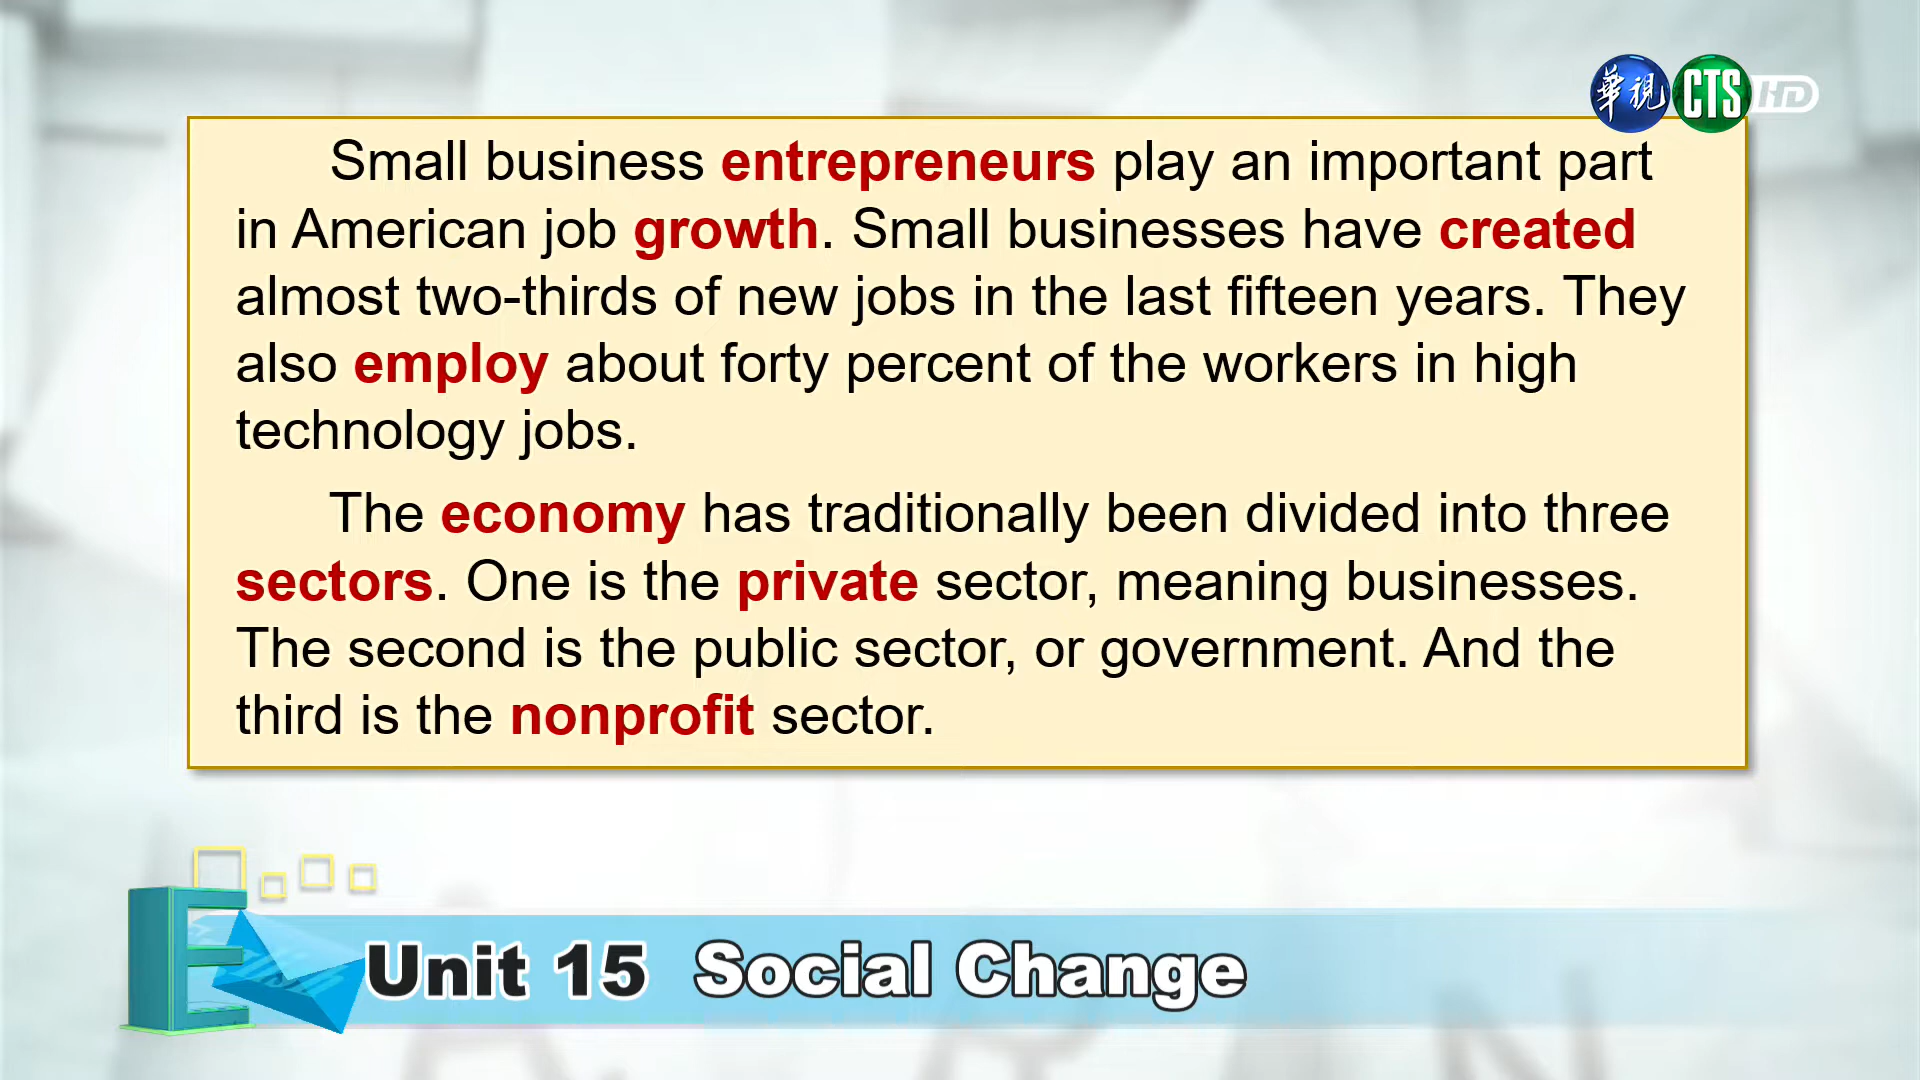 華視 CTS HD
Small business entrepreneurs play an important part
in American job growth. Small businesses have created
almost two-thirds of new jobs in the last fifteen years. They
also employ about forty percent of the workers in high
technology jobs.
The economy has traditionally been divided into three
sectors. One is the private sector, meaning businesses.
The second is the public sector, or government. And the
third is the nonprofit sector.
E
Unit 15 Social Change